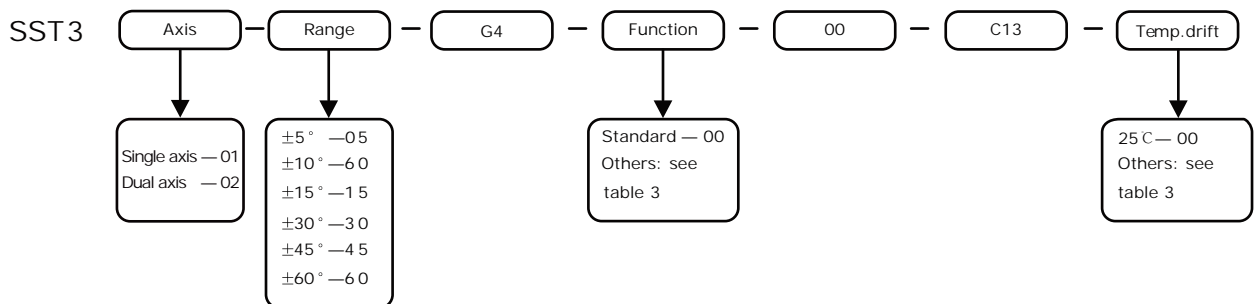 SST3 Axis — Range — G4 — Function — 00 — C13 — Temp.drift
Single axis — 01
Dual axis — 02
±5° —05
±10°—60
±15°—15
±30°—30
±45°—45
±60°—60
Standard — 00
Others: see
table 3
25℃— 00
Others: see
table 3